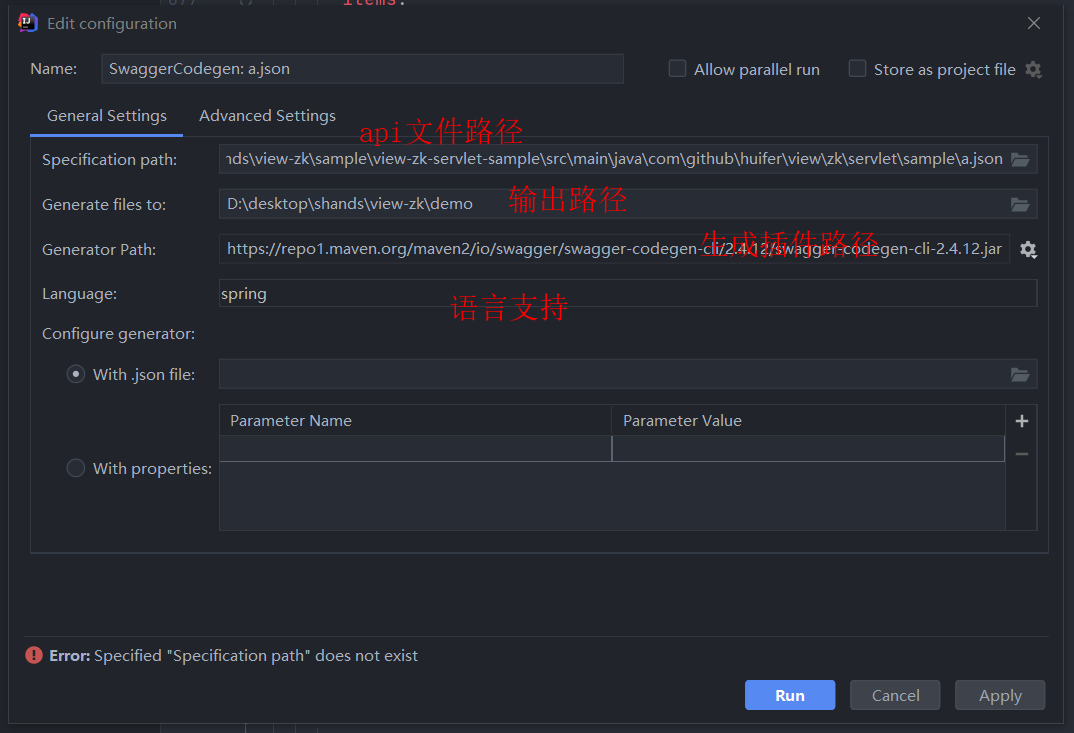 items:
Edit configuration
Name: SwaggerCodegen: a.json Allow parallel run Store as project file
General Settings Advanced Settings
api文件路径
Specification path: nds\view-zk\sample\view-zk-servlet-sample\src\main\java\com\github\huifer\view\zk\servlet\sample\a.json
Generate files to: D:\desktop\shands\view-zk\demo 输出路径
Generator Path: https://repo1.maven.org/maven2/io/swagger/swagger-codegen-cli/2.4.12/swagger-codegen-cli-2.4.12.jar
生成插件路径
Language: spring
语言支持
Configure generator:
With .json file:
Parameter Name Parameter Value
With properties:
Error: Specified "Specification path" does not exist
Run Cancel Apply